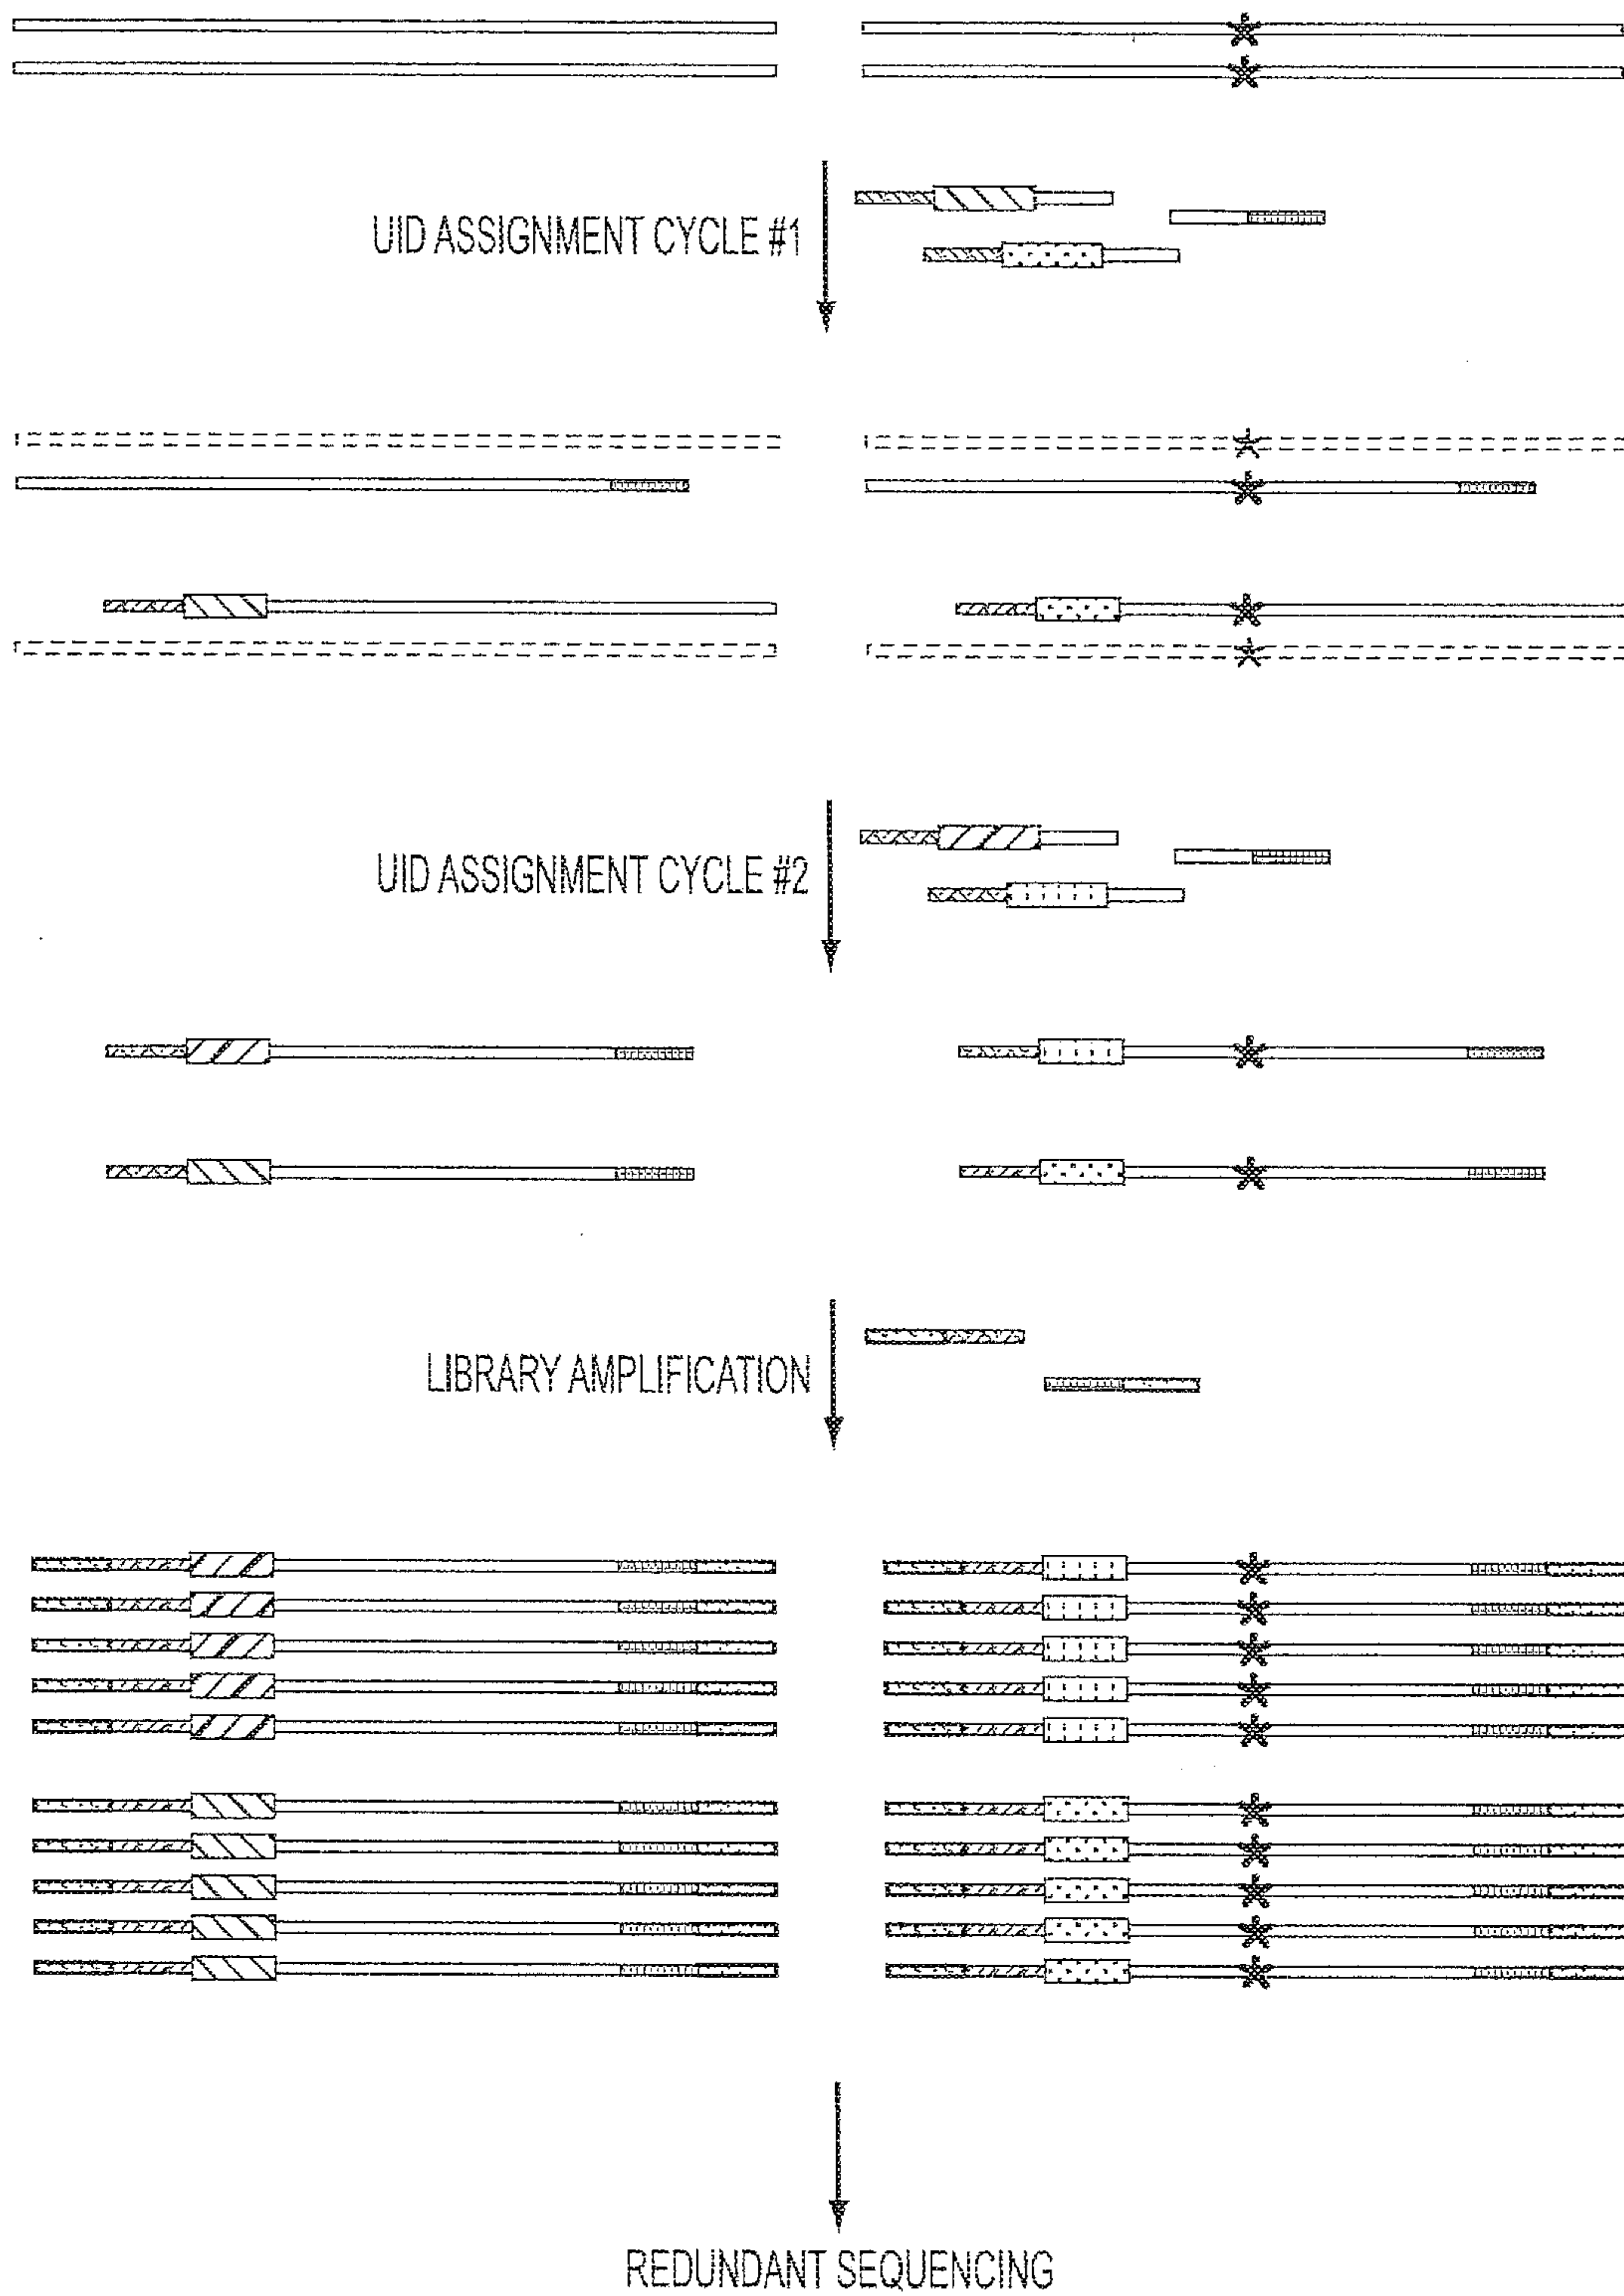 UID ASSIGNMENT CYCLE #1
UID ASSIGNMENT CYCLE #2
LIBRARY AMPLIFICATION
REDUNDANT SEQUENCING